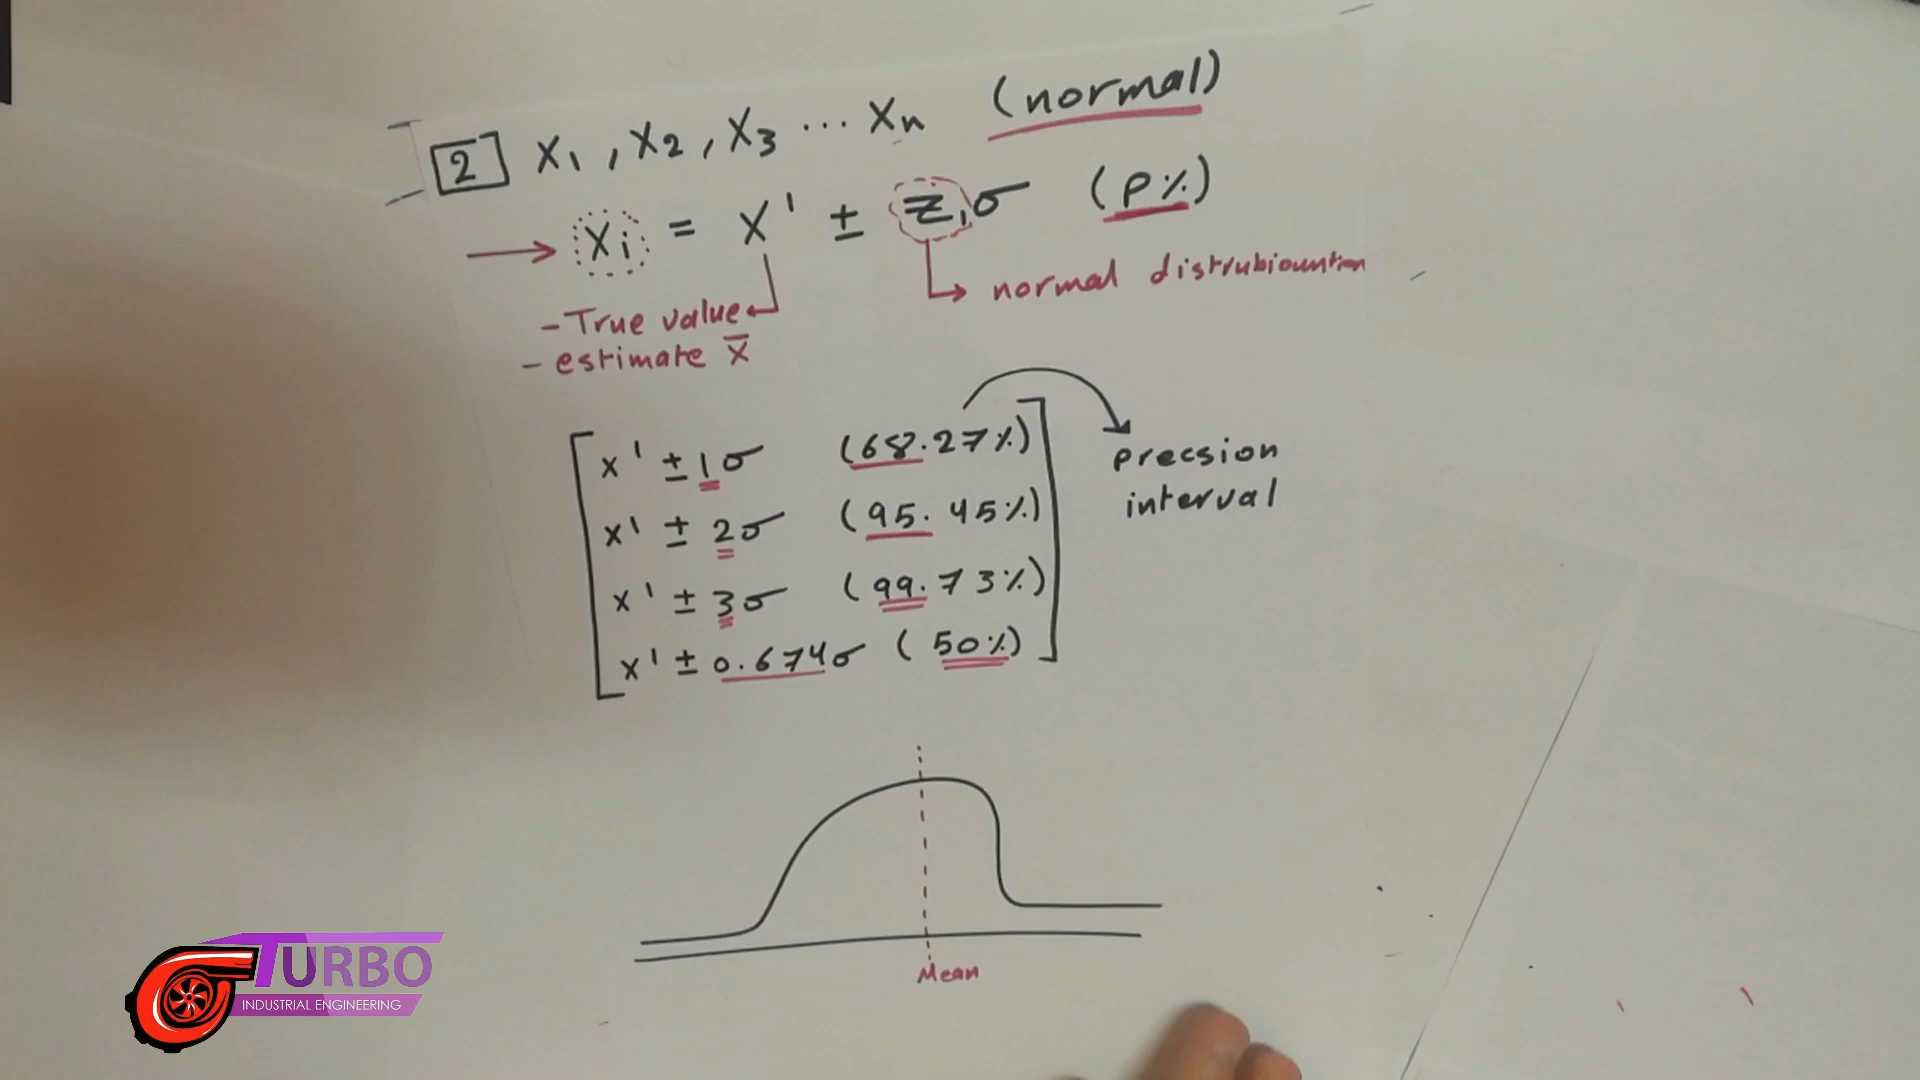 2 x₁ , x₂ , x₃ ... xₙ (normal)
xᵢ = x' ± z₁σ (P%)
normal distrubiountion
- True value
- estimate x̄
x' ± 1σ (68.27%)
x' ± 2σ (95.45%)
x' ± 3σ (99.73%)
x' ± 0.674σ (50%)
precsion
interval
Mean
TURBO
INDUSTRIAL ENGINEERING